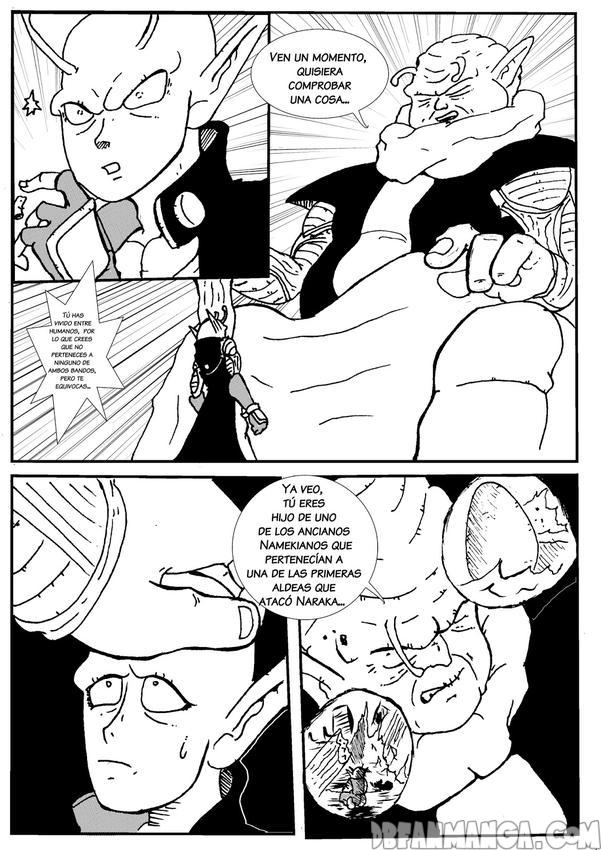 Ven un momento,
quisiera
comprobar
una cosa...
Tú has
vivido entre
humanos, por
lo que crees
que no
perteneces a
ninguno de
ambos bandos,
pero te
equivocas...
Ya veo,
tú eres
hijo de uno
de los ancianos
Namekianos que
pertenecían a
una de las primeras
aldeas que
atacó Naraka...
DBFANMANGA.COM